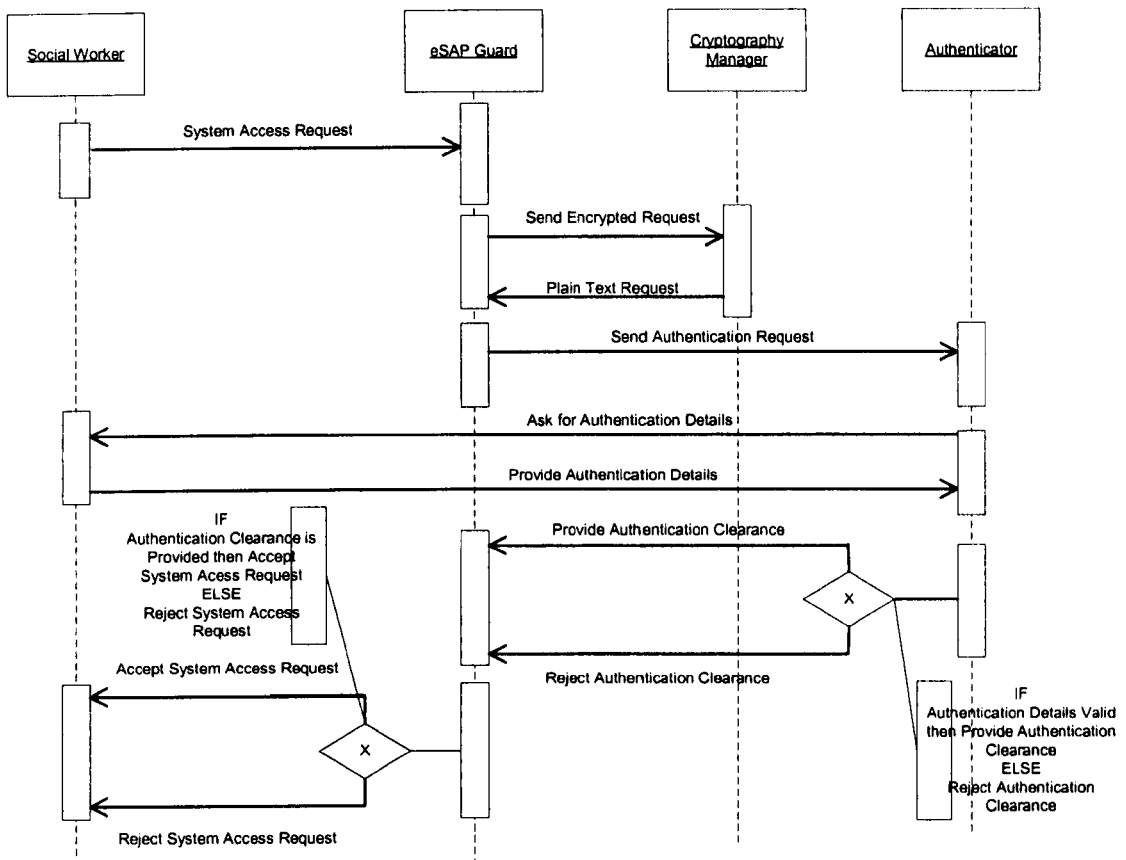 Social Worker
eSAP Guard
Cryptography
Manager
Authenticator
System Access Request
Send Encrypted Request
Plain Text Request
Send Authentication Request
Ask for Authentication Details
Provide Authentication Details
IF
Authentication Clearance is
Provided then Accept
System Acess Request
ELSE
Reject System Access
Request
Provide Authentication Clearance
X
Reject Authentication Clearance
Accept System Access Request
X
Reject System Access Request
IF
Authentication Details Valid
then Provide Authentication
Clearance
ELSE
Reject Authentication
Clearance